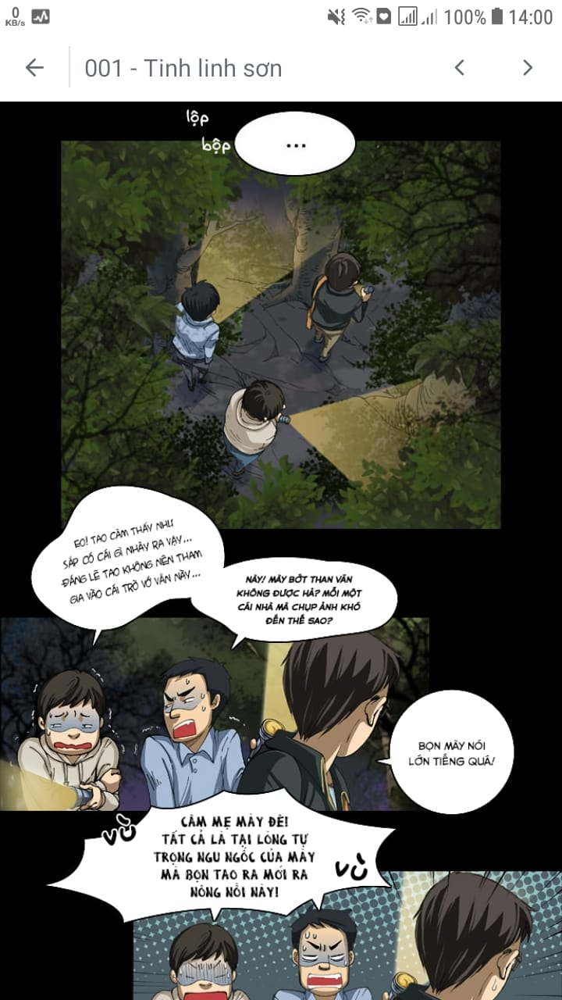 0
KB/s
100%
14:00
001 - Tinh linh sơn
lộp
bộp
...
EO! TAO CẢM THẤY NHƯ
SẮP CÓ CÁI GÌ NHẢY RA VẬY...
ĐÁNG LẼ TAO KHÔNG NÊN THAM
GIA VÀO CÁI TRÒ VỚ VẨN NÀY...
NÀY! MÀY BỚT THAN VÃN
KHÔNG ĐƯỢC HẢ? MỖI MỘT
CÁI NHÀ MÀ CHỤP ẢNH KHÓ
ĐẾN THẾ SAO?
BỌN MÀY NÓI
LỚN TIẾNG QUÁ!
VÙ
CÂM MẸ MÀY ĐÊ!
TẤT CẢ LÀ TẠI LÒNG TỰ
TRỌNG NGU NGỐC CỦA MÀY
MÀ BỌN TAO RA MỚI RA
NÔNG NỖI NÀY!
VÙ